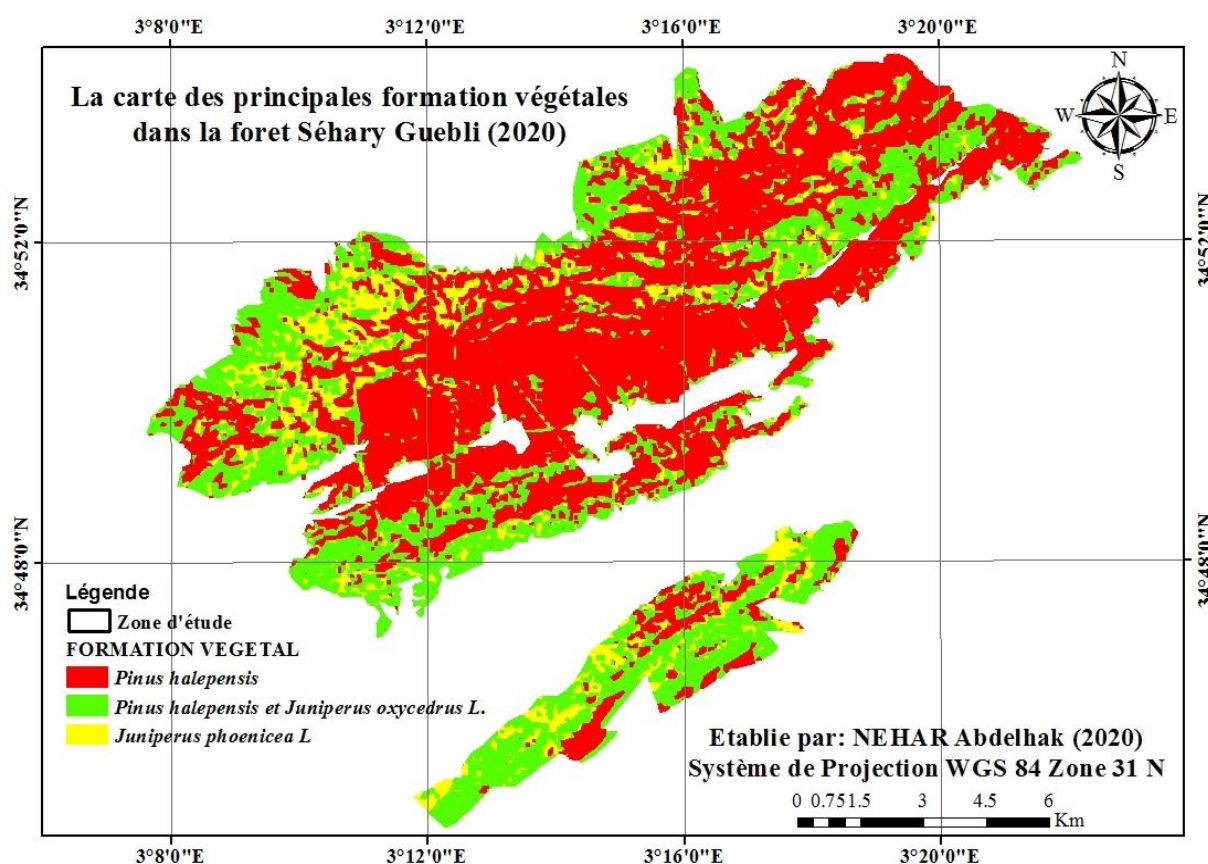 3°8'0"E 3°12'0"E 3°16'0"E 3°20'0"E
La carte des principales formation végétales
dans la foret Séhary Guebli (2020)
N
W E
S
34°52'0"N 34°52'0"N
34°48'0"N 34°48'0"N
Légende
Zone d'étude
FORMATION VEGETAL
Pinus halepensis
Pinus halepensis et Juniperus oxycedrus L.
Juniperus phoenicea L
Etablie par: NEHAR Abdelhak (2020)
Système de Projection WGS 84 Zone 31 N
0 0.75 1.5 3 4.5 6
Km
3°8'0"E 3°12'0"E 3°16'0"E 3°20'0"E